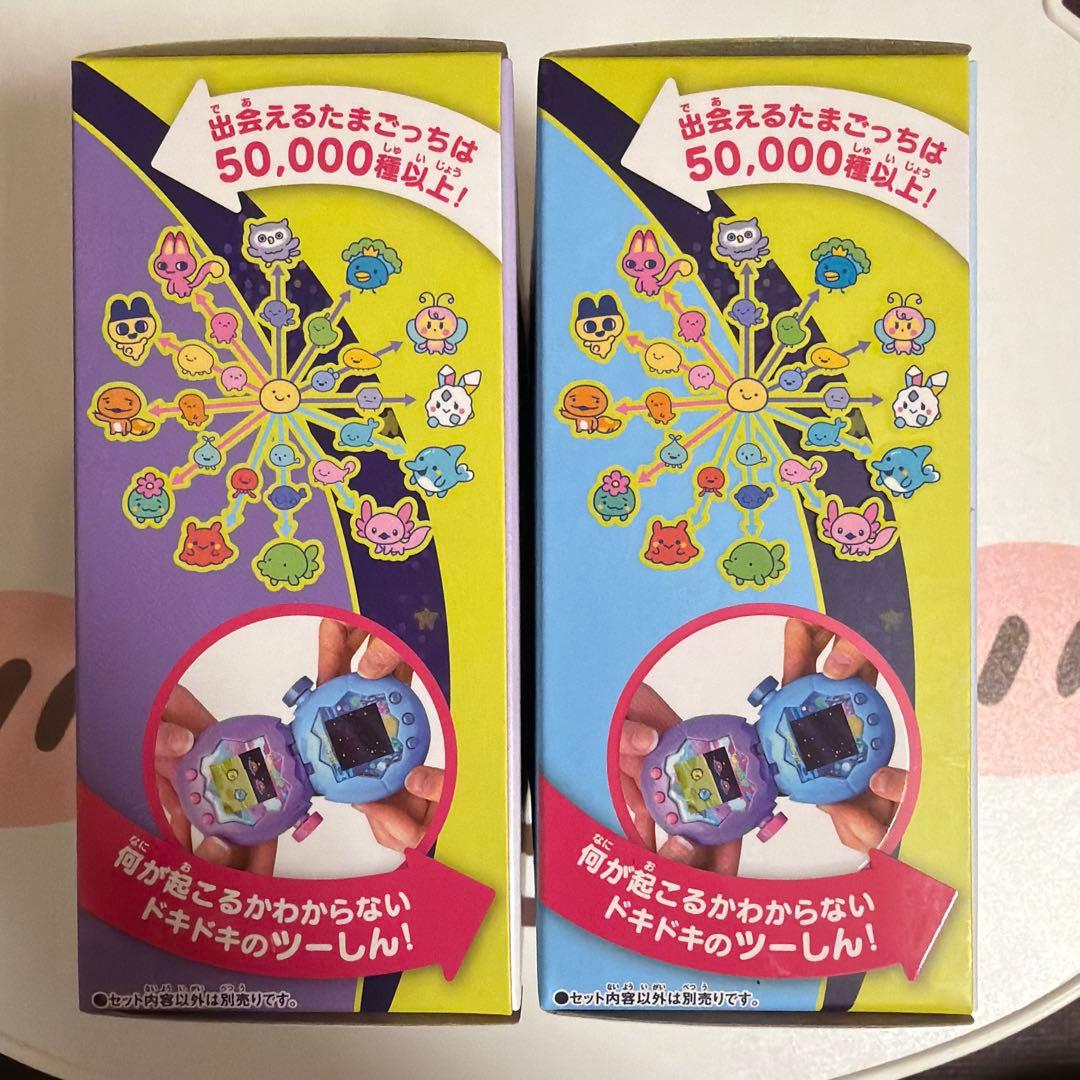 出会えるたまごっちは
50,000種以上!
何が起こるかわからない
ドキドキのツーしん!
●セット内容以外は別売りです。
出会えるたまごっちは
50,000種以上!
何が起こるかわからない
ドキドキのツーしん!
●セット内容以外は別売りです。